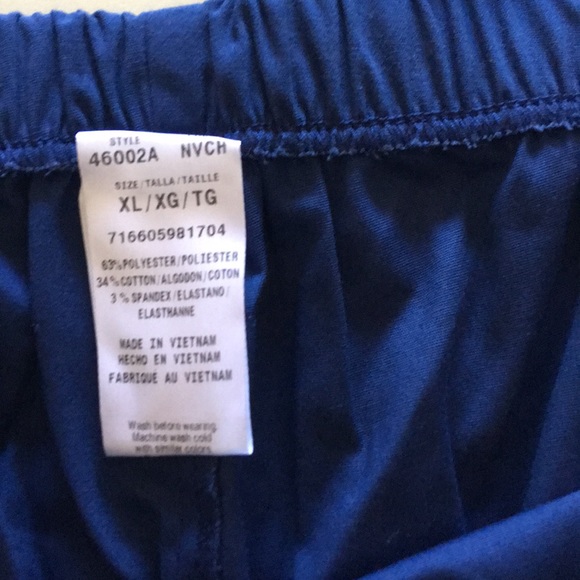 STYLE
46002A NVCH
SIZE/TALLA/TAILLE
XL/XG/TG
716605981704
63%POLYESTER/POLIESTER
34%COTTON/ALGODON/COTON
3% SPANDEX/ELASTANO/
ELASTHANNE
MADE IN VIETNAM
HECHO EN VIETNAM
FABRIQUE AU VIETNAM
Wash before wearing.
Machine wash cold
with similar colors.